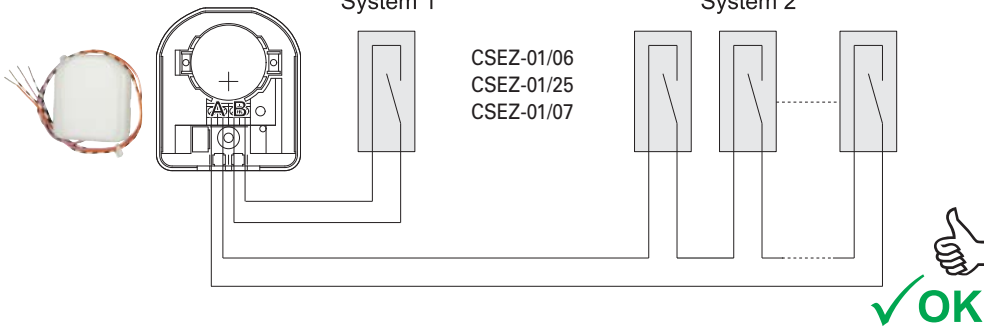 System 1
System 2
CSEZ-01/06
CSEZ-01/25
CSEZ-01/07
A B
OK